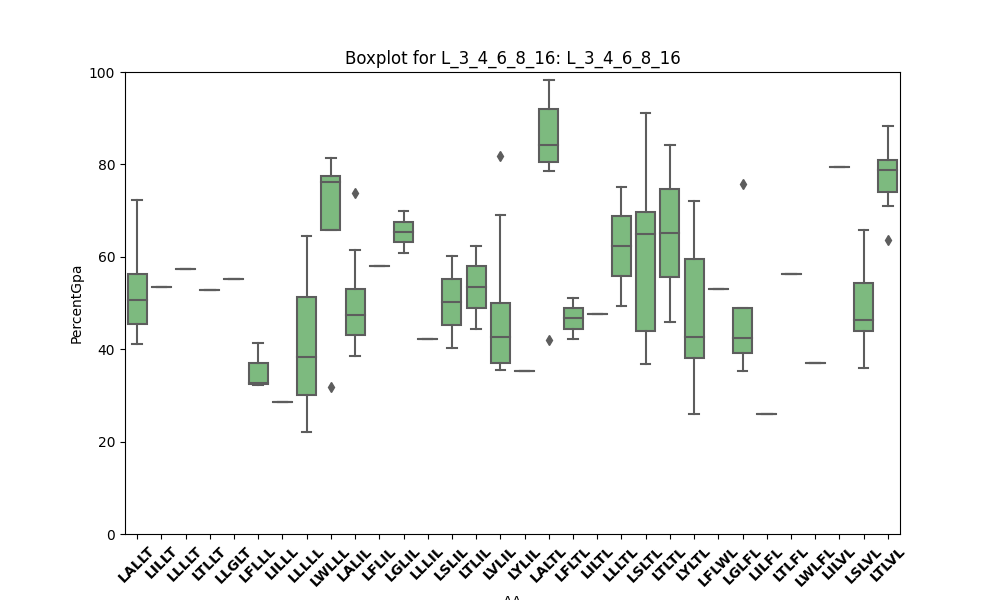 Boxplot for L_3_4_6_8_16: L_3_4_6_8_16
100
80
60
40
20
0
PercentGpa
LALLT
LILLT
LLLLT
LTLLT
LLGLT
LFLLL
LILLL
LLLLL
LWLLL
LALIL
LFLIL
LGLIL
LLLIL
LSLIL
LTLIL
LVLIL
LYLIL
LALTL
LFLTL
LILTL
LLLTL
LSLTL
LTLTL
LYLTL
LFLWL
LGLFL
LILFL
LTLFL
LWLFL
LILVL
LSLVL
LTLVL
AA